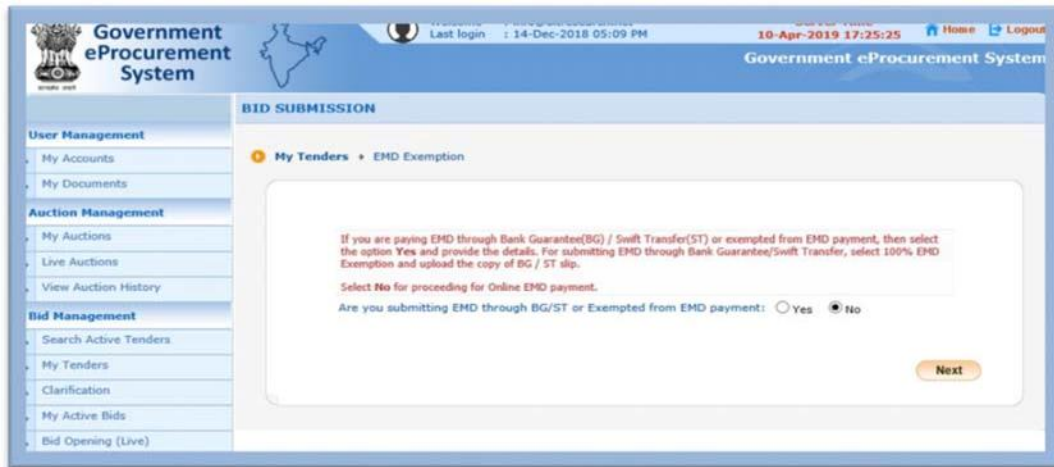 Government
eProcurement
System
Last login : 14-Dec-2018 05:09 PM
10-Apr-2019 17:25:25
Home
Logout
Government eProcurement System
BID SUBMISSION
User Management
My Accounts
My Documents
Auction Management
My Auctions
Live Auctions
View Auction History
Bid Management
Search Active Tenders
My Tenders
Clarification
My Active Bids
Bid Opening (Live)
My Tenders EMD Exemption
If you are paying EMD through Bank Guarantee(BG) / Swift Transfer(ST) or exempted from EMD payment, then select
the option Yes and provide the details. For submitting EMD through Bank Guarantee/Swift Transfer, select 100% EMD
Exemption and upload the copy of BG / ST slip.
Select No for proceeding for Online EMD payment.
Are you submitting EMD through BG/ST or Exempted from EMD payment: Yes No
Next